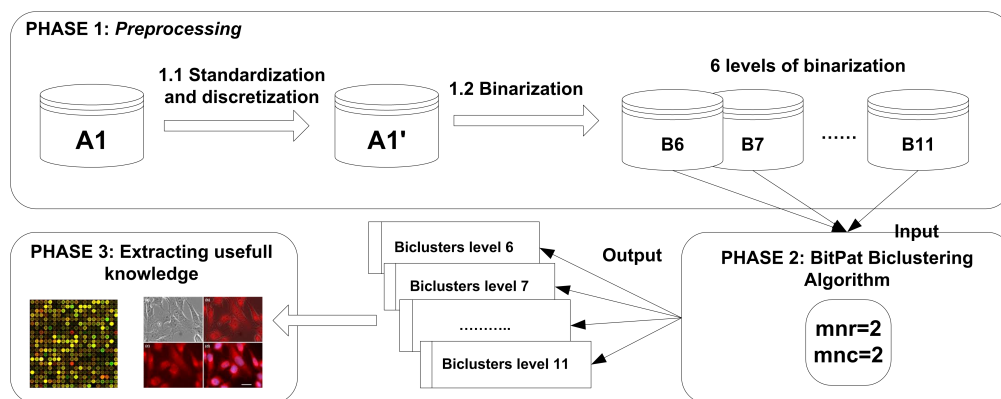 PHASE 1: Preprocessing
1.1 Standardization
and discretization
1.2 Binarization
6 levels of binarization
A1
A1'
B6
B7
......
B11
Input
PHASE 2: BitPat Biclustering
Algorithm
mnr=2
mnc=2
Output
Biclusters level 6
Biclusters level 7
………..
Biclusters level 11
PHASE 3: Extracting usefull
knowledge